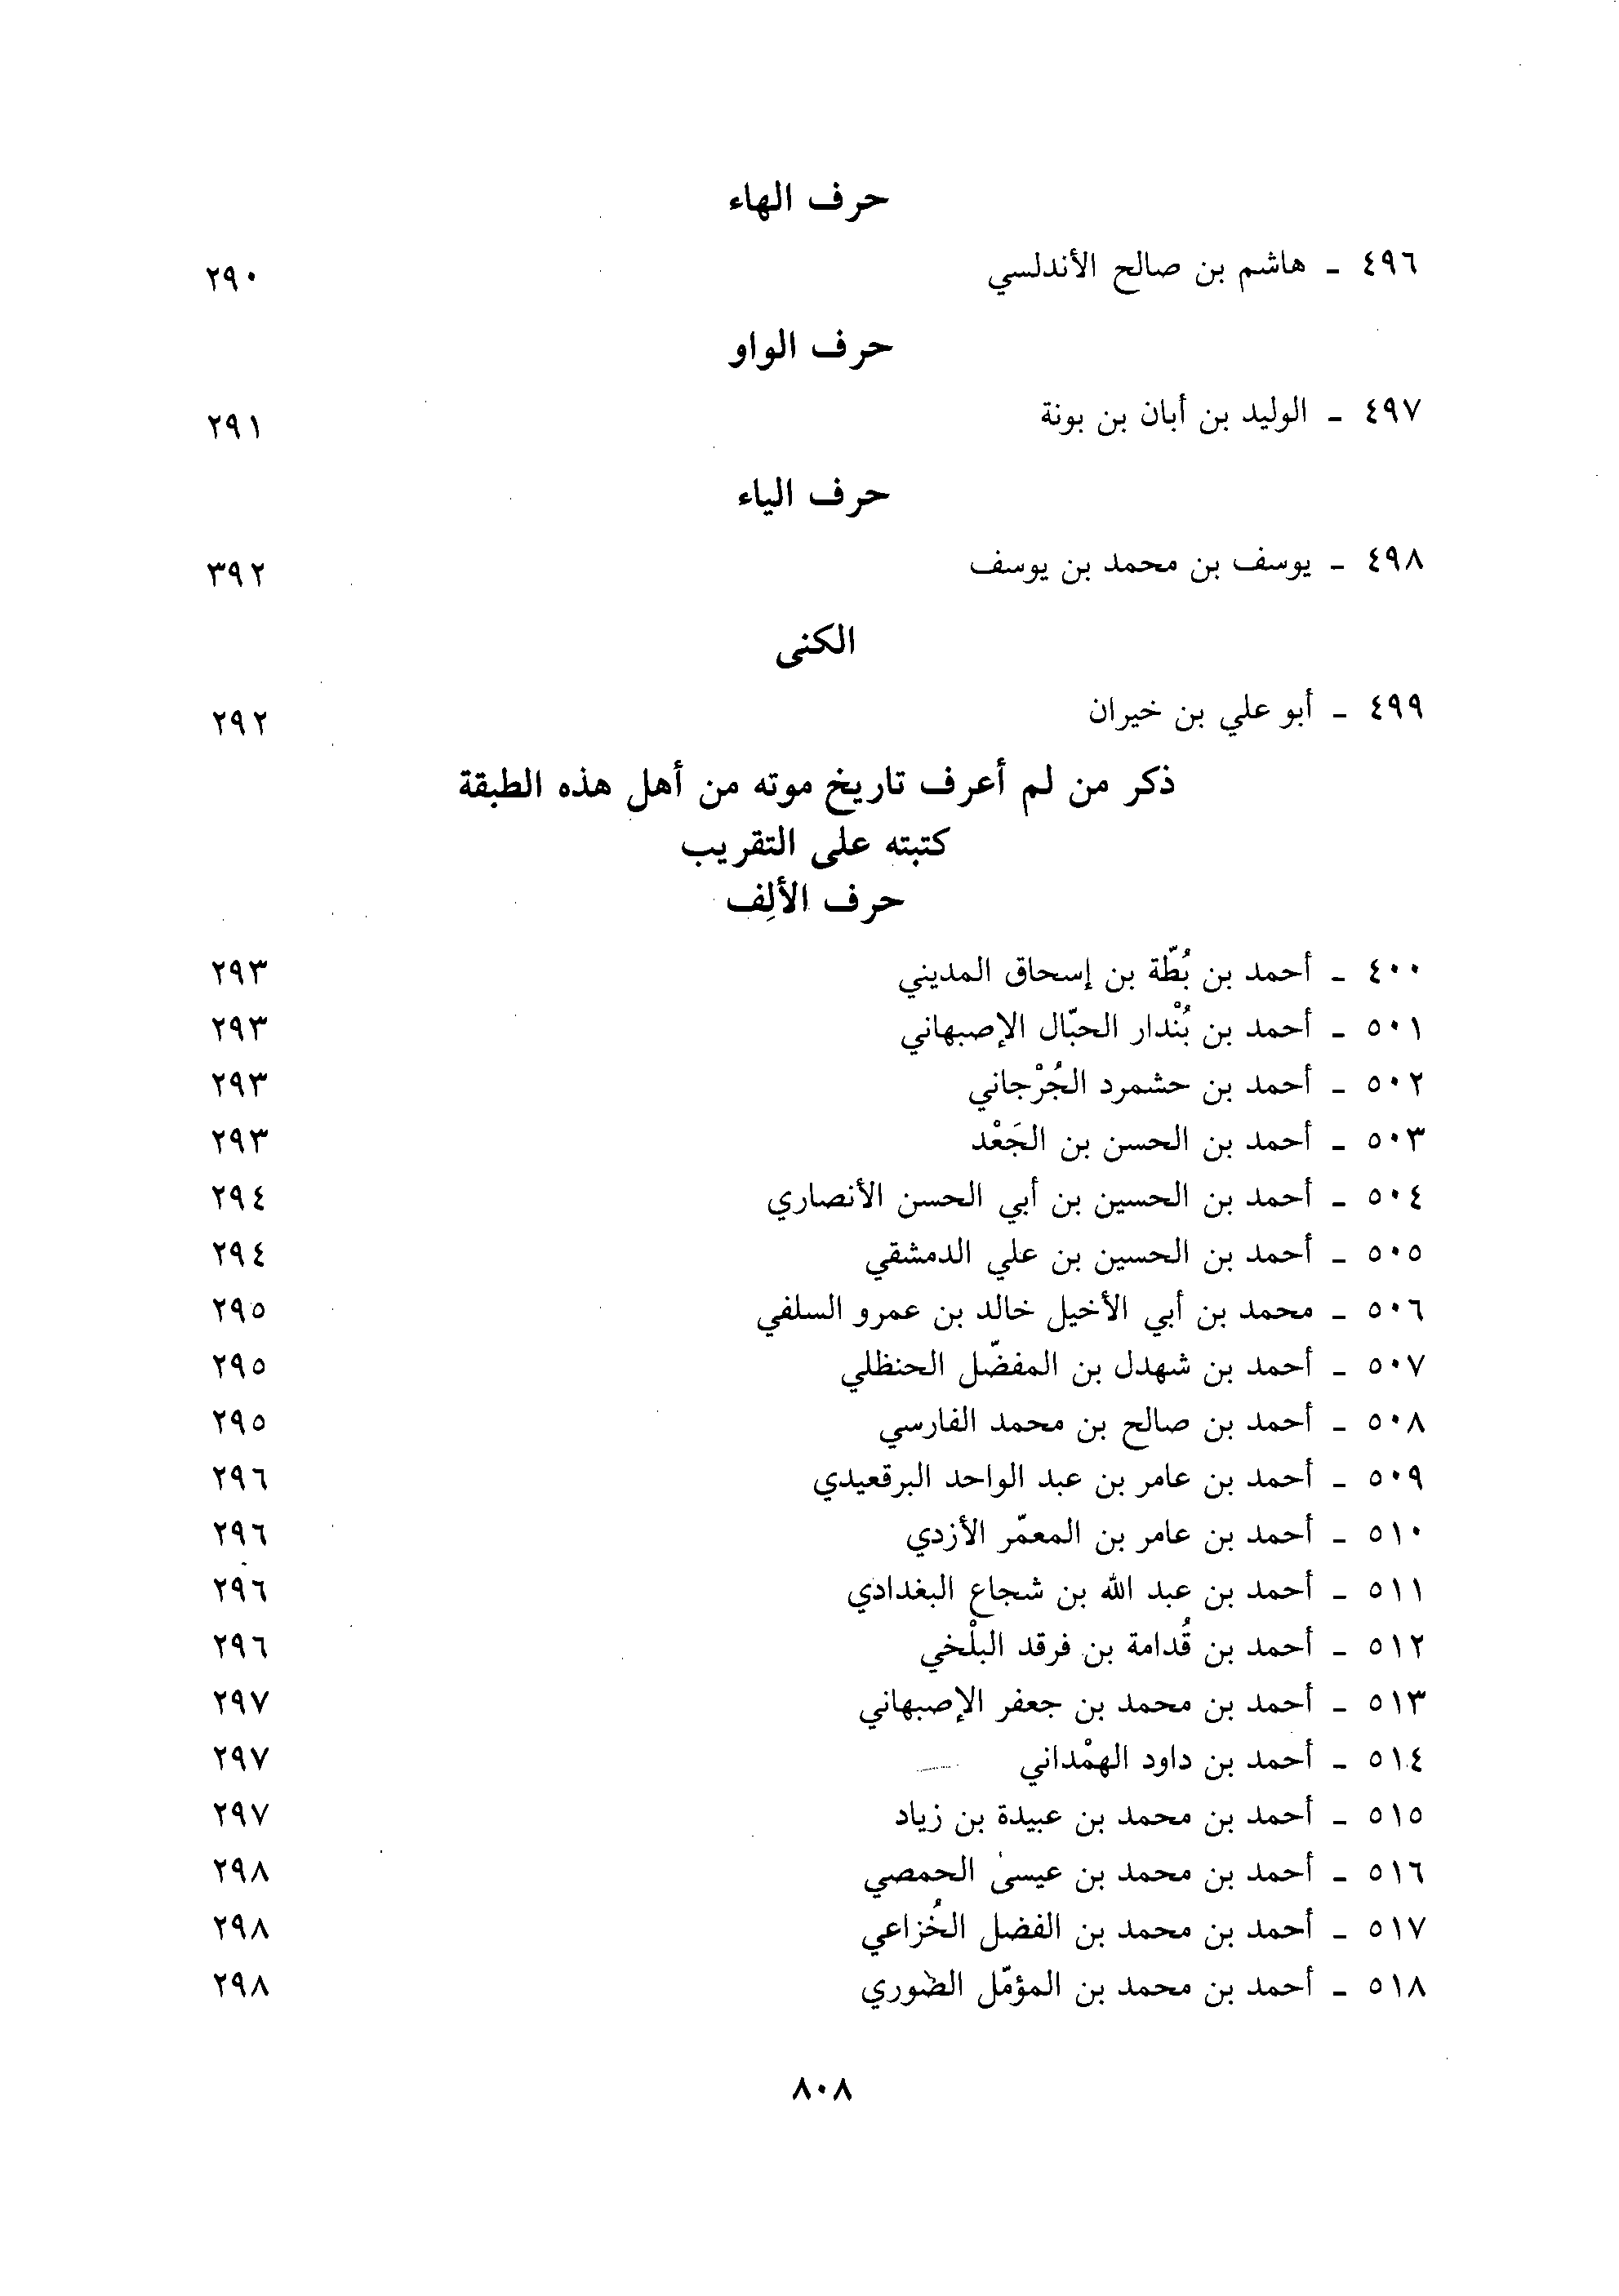 حرف الهاء
٤٩٦ ـ هاشم بن صالح الأندلسي ٢٩٠
حرف الواو
٤٩٧ ـ الوليد بن أبان بن بونة ٢٩١
حرف الياء
٤٩٨ ـ يوسف بن محمد بن يوسف ٣٩٢
الكنى
٤٩٩ ـ أبو علي بن خيران ٢٩٢
ذكر من لم أعرف تاريخ موته من أهل هذه الطبقة
كتبته على التقريب
حرف الألِف
٤٠٠ ـ أحمد بن بُطّة بن إسحاق المديني ٢٩٣
٥٠١ ـ أحمد بن بُنْدار الحبّال الإصبهاني ٢٩٣
٥٠٢ ـ أحمد بن حشمرد الجُرْجاني ٢٩٣
٥٠٣ ـ أحمد بن الحسن بن الجَعْد ٢٩٣
٥٠٤ ـ أحمد بن الحسين بن أبي الحسن الأنصاري ٢٩٤
٥٠٥ ـ أحمد بن الحسين بن علي الدمشقي ٢٩٤
٥٠٦ ـ محمد بن أبي الأخيل خالد بن عمرو السلفي ٢٩٥
٥٠٧ ـ أحمد بن شهدل بن المفضّل الحنظلي ٢٩٥
٥٠٨ ـ أحمد بن صالح بن محمد الفارسي ٢٩٥
٥٠٩ ـ أحمد بن عامر بن عبد الواحد البرقعيدي ٢٩٦
٥١٠ ـ أحمد بن عامر بن المعمّر الأزدي ٢٩٦
٥١١ ـ أحمد بن عبد الله بن شجاع البغدادي ٢٩٦
٥١٢ ـ أحمد بن قُدامة بن فرقد البلْخي ٢٩٦
٥١٣ ـ أحمد بن محمد بن جعفر الإصبهاني ٢٩٧
٥١٤ ـ أحمد بن داود الهمْداني ٢٩٧
٥١٥ ـ أحمد بن محمد بن عبيدة بن زياد ٢٩٧
٥١٦ ـ أحمد بن محمد بن عيسىٰ الحمصي ٢٩٨
٥١٧ ـ أحمد بن محمد بن الفضل الخُزاعي ٢٩٨
٥١٨ ـ أحمد بن محمد بن المؤمّل الصّوري ٢٩٨
٨٠٨